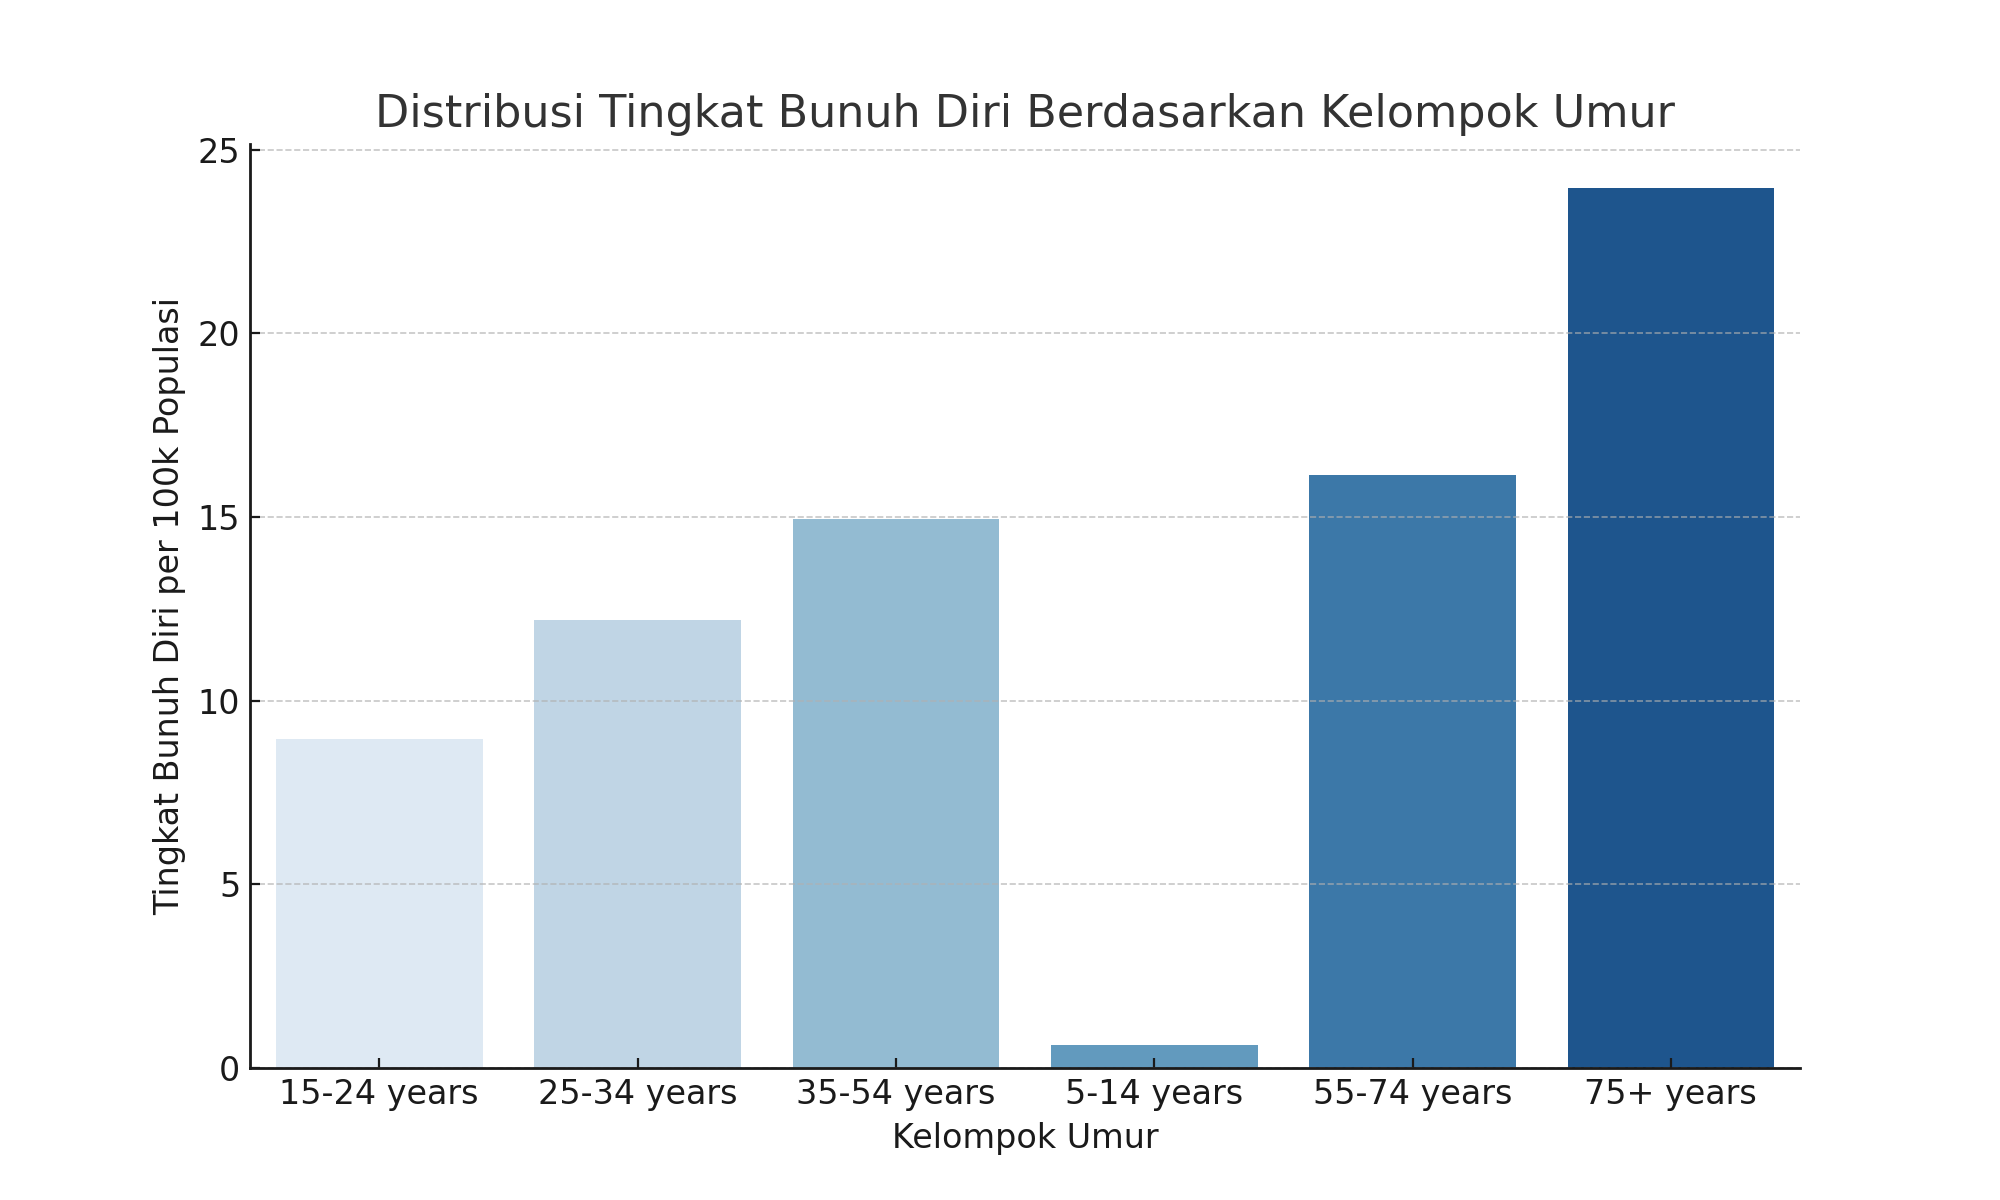 Distribusi Tingkat Bunuh Diri Berdasarkan Kelompok Umur
Tingkat Bunuh Diri per 100k Populasi
25
20
15
10
5
0
15-24 years
25-34 years
35-54 years
5-14 years
55-74 years
75+ years
Kelompok Umur